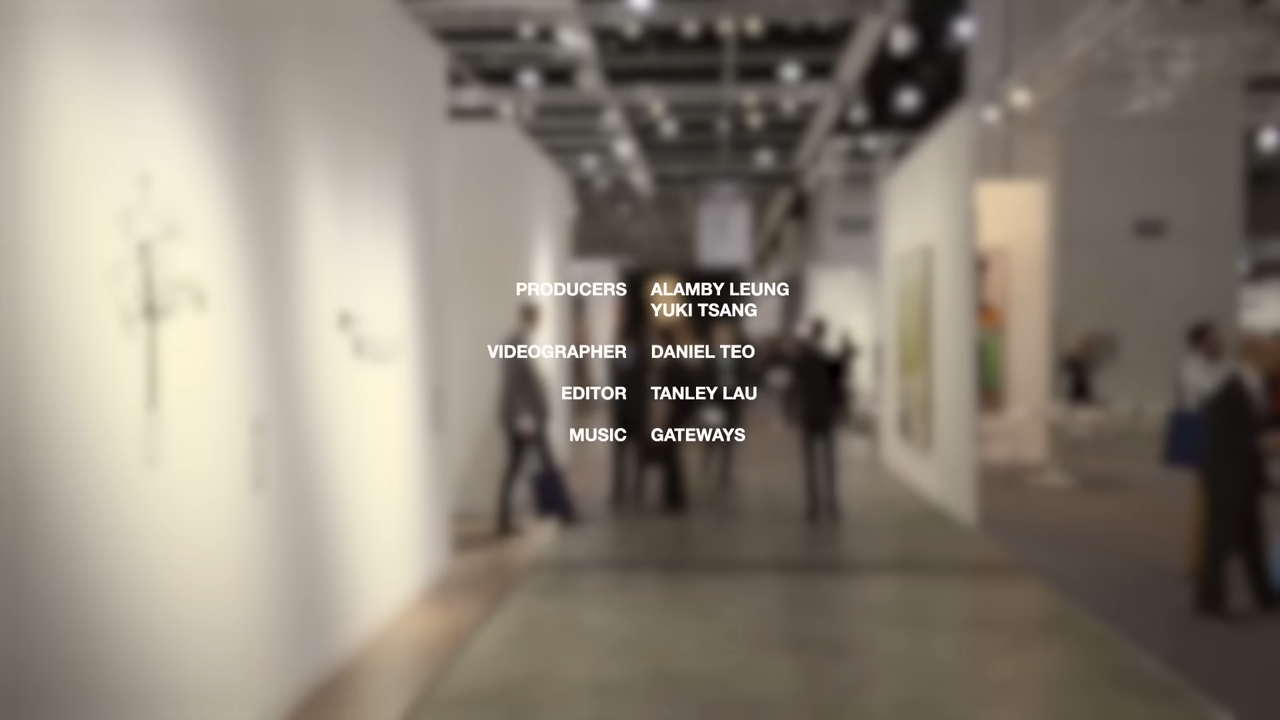 PRODUCERS ALAMBY LEUNG
YUKI TSANG
VIDEOGRAPHER DANIEL TEO
EDITOR TANLEY LAU
MUSIC GATEWAYS